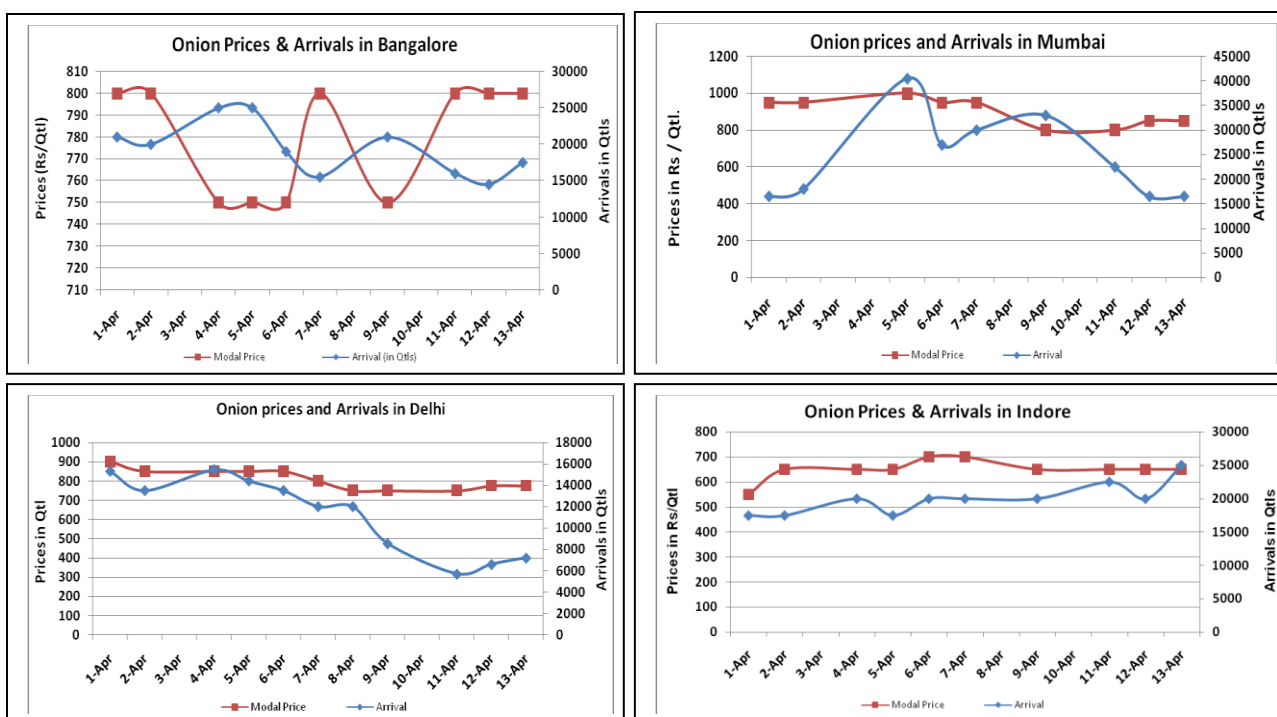 Onion Prices & Arrivals in Bangalore
Prices (Rs/Qtl)
810
800
790
780
770
760
750
740
730
720
710
30000
25000
20000
15000
10000
5000
0
Arrivals in Qtls
1-Apr
2-Apr
3-Apr
4-Apr
5-Apr
6-Apr
7-Apr
8-Apr
9-Apr
10-Apr
11-Apr
12-Apr
13-Apr
Modal Price
Arrival (in Qtls)
Onion prices and Arrivals in Mumbai
Prices in Rs / Qtl.
1200
1000
800
600
400
200
0
45000
40000
35000
30000
25000
20000
15000
10000
5000
0
Arrivals in Qtls
1-Apr
2-Apr
3-Apr
4-Apr
5-Apr
6-Apr
7-Apr
8-Apr
9-Apr
10-Apr
11-Apr
12-Apr
13-Apr
Modal Price
Arrival
Onion prices and Arrivals in Delhi
Prices in Qtl
1000
900
800
700
600
500
400
300
200
100
0
18000
16000
14000
12000
10000
8000
6000
4000
2000
0
Arrivals in Qtls
1-Apr
2-Apr
3-Apr
4-Apr
5-Apr
6-Apr
7-Apr
8-Apr
9-Apr
10-Apr
11-Apr
12-Apr
13-Apr
Modal Price
Arrival
Onion Prices & Arrivals in Indore
Prices in Rs/Qtl
800
700
600
500
400
300
200
100
0
30000
25000
20000
15000
10000
5000
0
Arrivals in Qtls
1-Apr
2-Apr
3-Apr
4-Apr
5-Apr
6-Apr
7-Apr
8-Apr
9-Apr
10-Apr
11-Apr
12-Apr
13-Apr
Modal Price
Arrival